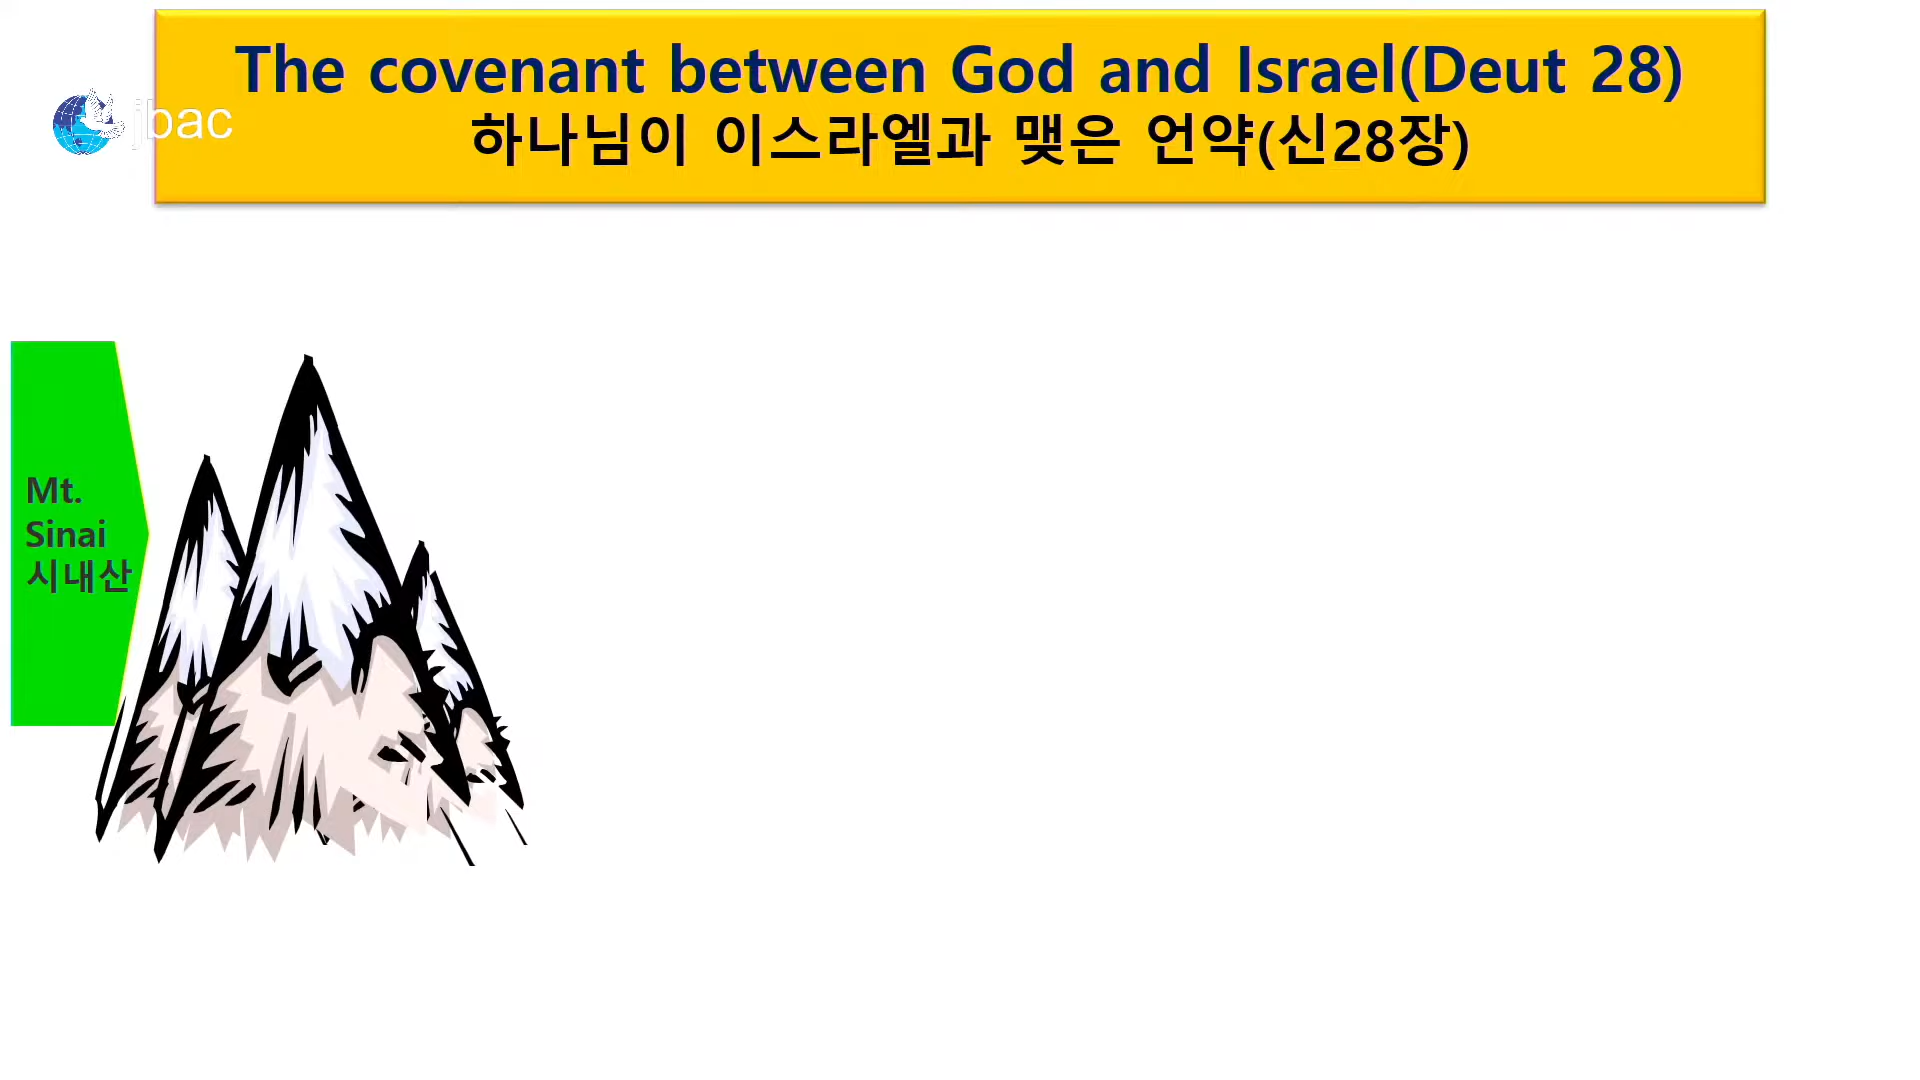 The covenant between God and Israel(Deut 28)
하나님이 이스라엘과 맺은 언약(신28장)
jbac
Mt.
Sinai
시내산